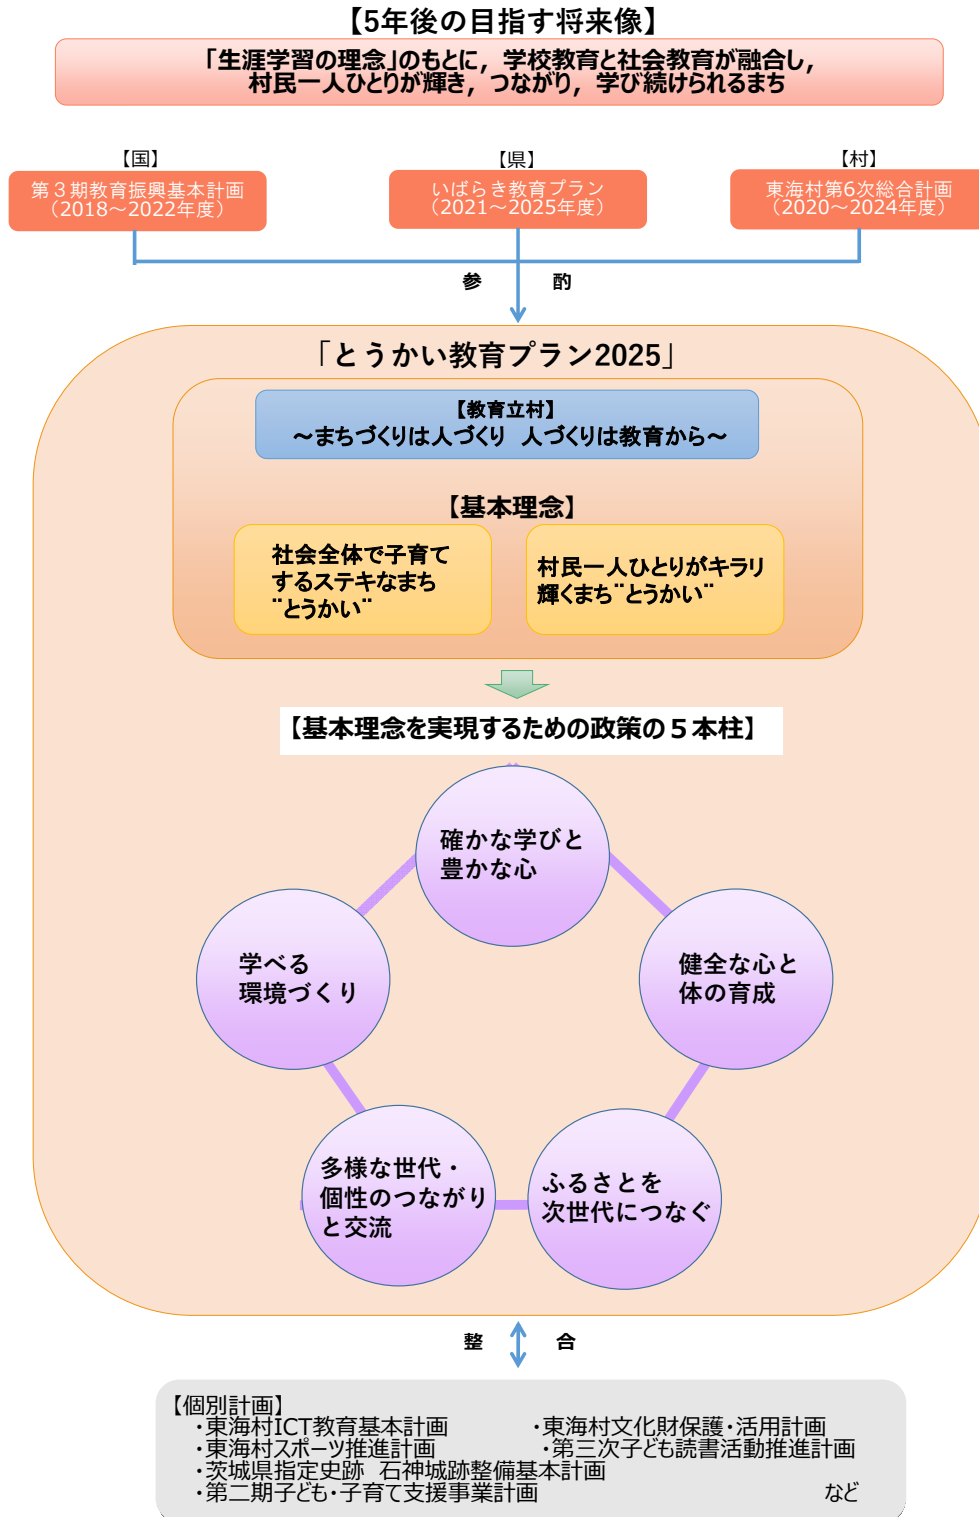 【5年後の目指す将来像】
「生涯学習の理念」のもとに，学校教育と社会教育が融合し，
村民一人ひとりが輝き，つながり，学び続けられるまち
【国】
第３期教育振興基本計画
（2018～2022年度）
【県】
いばらき教育プラン
（2021～2025年度）
【村】
東海村第6次総合計画
（2020～2024年度）
参　酌
「とうかい教育プラン2025」
【教育立村】
～まちづくりは人づくり　人づくりは教育から～
【基本理念】
社会全体で子育て
するステキなまち
¨とうかい¨
村民一人ひとりがキラリ
輝くまち¨とうかい¨
【基本理念を実現するための政策の５本柱】
確かな学びと
豊かな心
学べる
環境づくり
健全な心と
体の育成
多様な世代・
個性のつながり
と交流
ふるさとを
次世代につなぐ
整　合
【個別計画】
・東海村ICT教育基本計画　　　　・東海村文化財保護・活用計画
・東海村スポーツ推進計画　　　　　・第三次子ども読書活動推進計画
・茨城県指定史跡　石神城跡整備基本計画
・第二期子ども・子育て支援事業計画　　　　　　　　　　　　　など